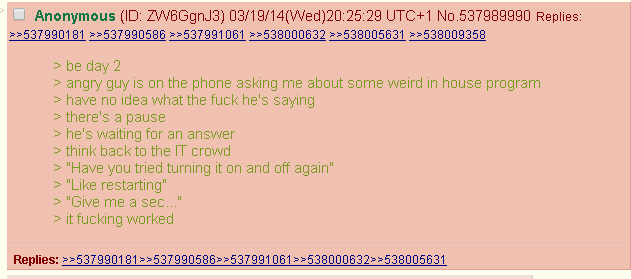 Anonymous (ID: ZW6GgnJ3) 03/19/14(Wed)20:25:29 UTC+1 No.537989990 Replies:
>>537990181 >>537990586 >>537991061 >>538000632 >>538005631 >>538009358
> be day 2
> angry guy is on the phone asking me about some weird in house program
> have no idea what the fuck he's saying
> there's a pause
> he's waiting for an answer
> think back to the IT crowd
> "Have you tried turning it on and off again"
> "Like restarting"
> "Give me a sec..."
> it fucking worked
Replies: >>537990181>>537990586>>537991061>>538000632>>538005631